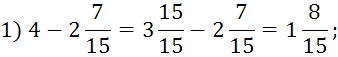 1) 4 − 2 7/15 = 3 15/15 − 2 7/15 = 1 8/15;